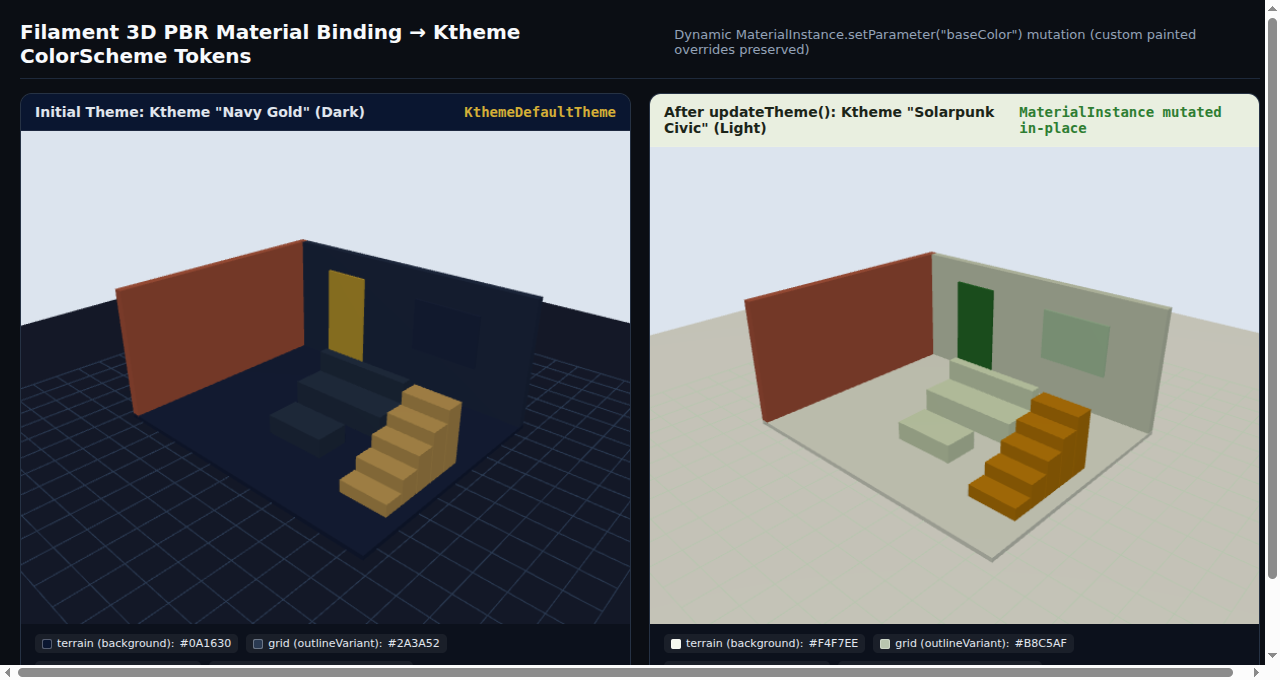 Filament 3D PBR Material Binding → Ktheme
ColorScheme Tokens
Dynamic MaterialInstance.setParameter("baseColor") mutation (custom painted
overrides preserved)
Initial Theme: Ktheme "Navy Gold" (Dark)
KthemeDefaultTheme
After updateTheme(): Ktheme "Solarpunk
Civic" (Light)
MaterialInstance mutated
in-place
terrain (background): #0A1630
grid (outlineVariant): #2A3A52
terrain (background): #F4F7EE
grid (outlineVariant): #B8C5AF